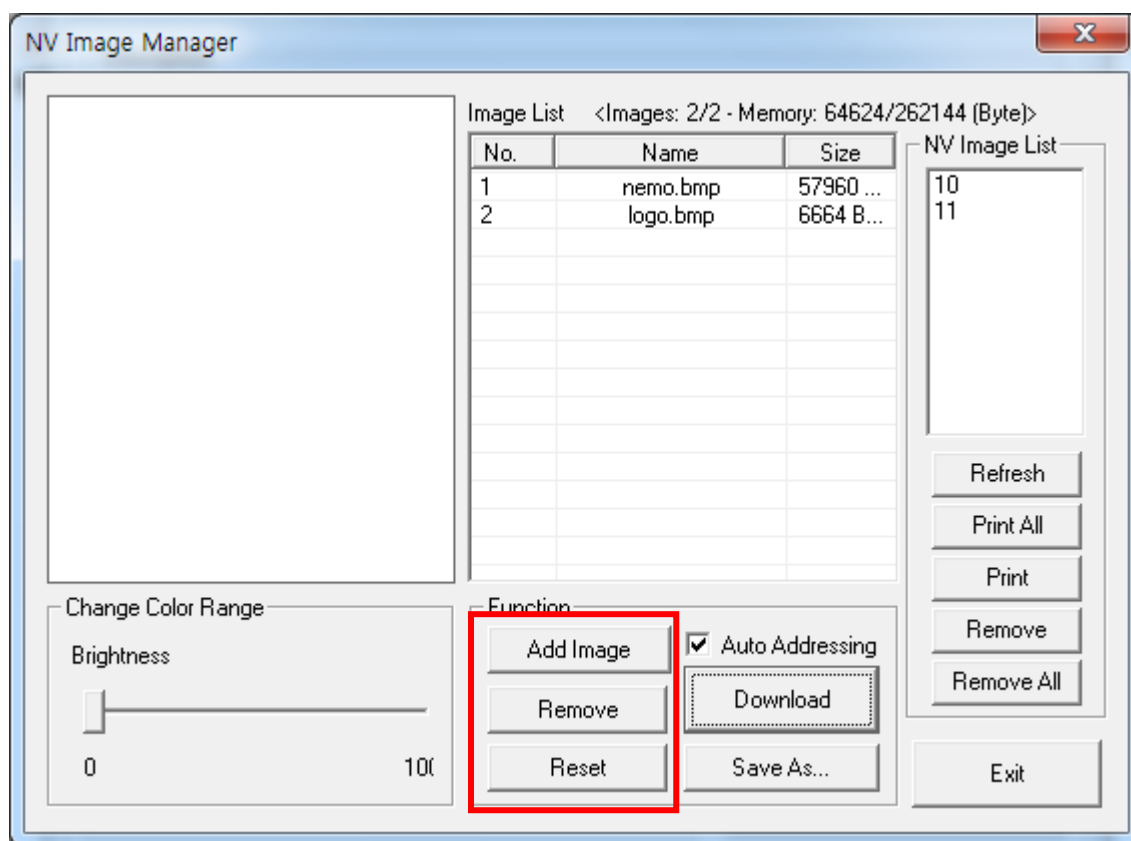 NV Image Manager
Image List <Images: 2/2 - Memory: 64624/262144 (Byte)>
No. Name Size
1 nemo.bmp 57960 ...
2 logo.bmp 6664 B...
NV Image List
10
11
Refresh
Print All
Print
Remove
Remove All
Exit
Change Color Range
Brightness
0 10(
Function
Add Image
Auto Addressing
Remove
Download
Reset
Save As...